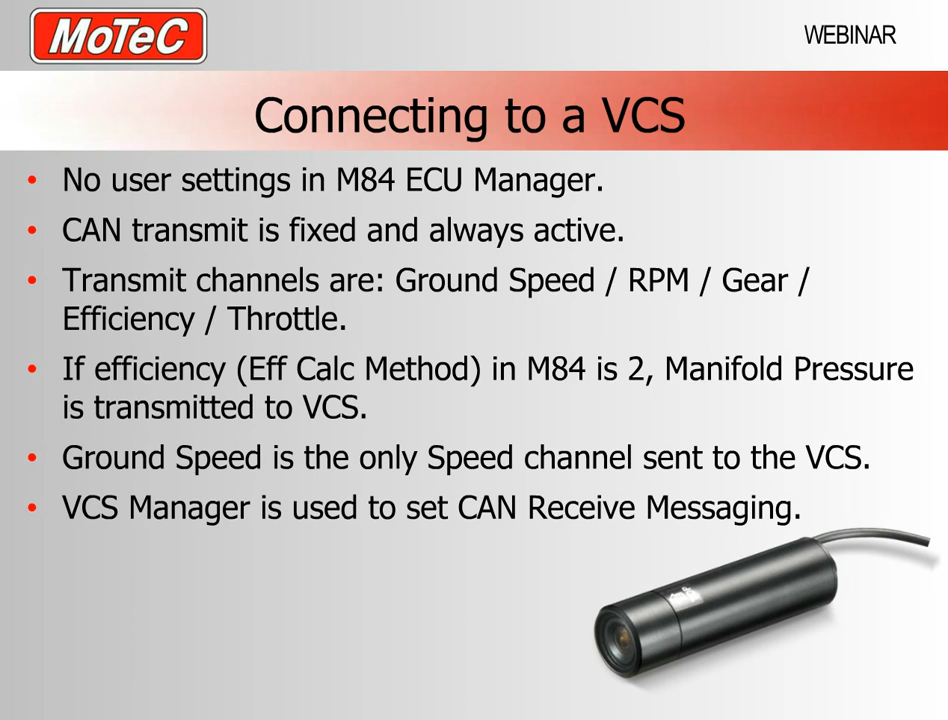 MoTeC
WEBINAR
Connecting to a VCS
• No user settings in M84 ECU Manager.
• CAN transmit is fixed and always active.
• Transmit channels are: Ground Speed / RPM / Gear /
Efficiency / Throttle.
• If efficiency (Eff Calc Method) in M84 is 2, Manifold Pressure
is transmitted to VCS.
• Ground Speed is the only Speed channel sent to the VCS.
• VCS Manager is used to set CAN Receive Messaging.